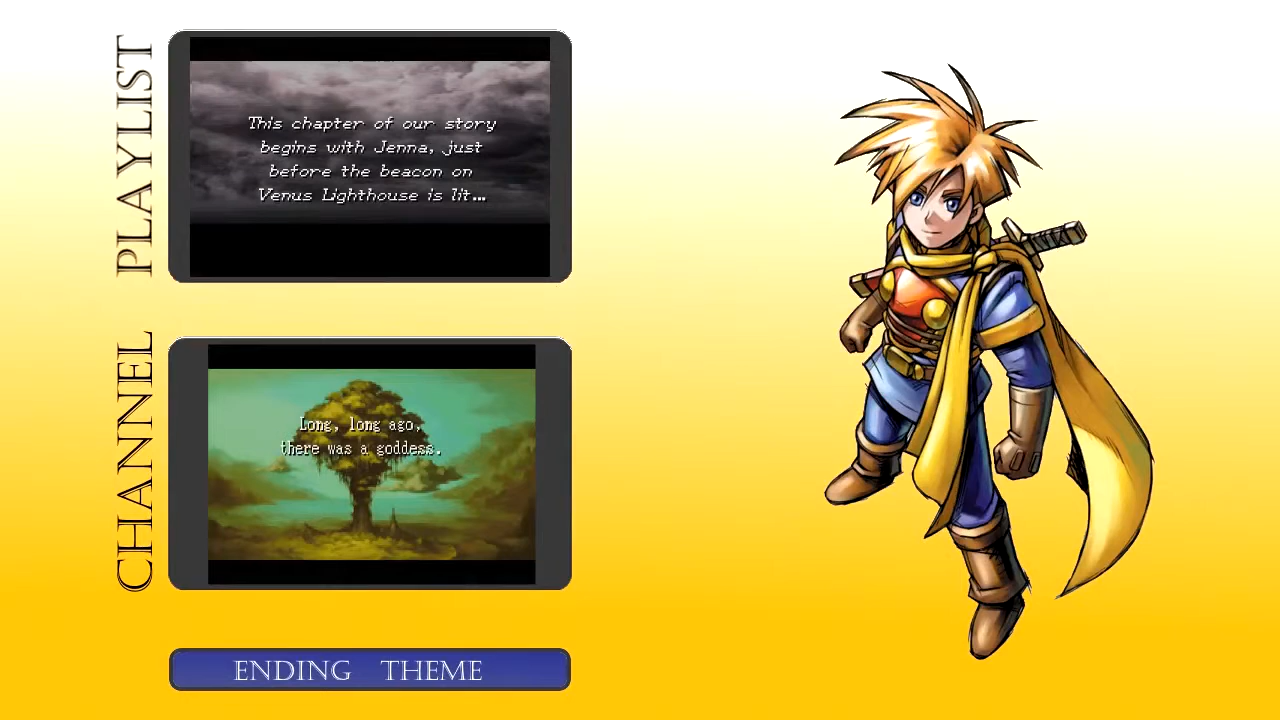 PLAYLIST
This chapter of our story
begins with Jenna, just
before the beacon on
Venus Lighthouse is lit...
CHANNEL
Long, long ago,
there was a goddess.
ENDING THEME